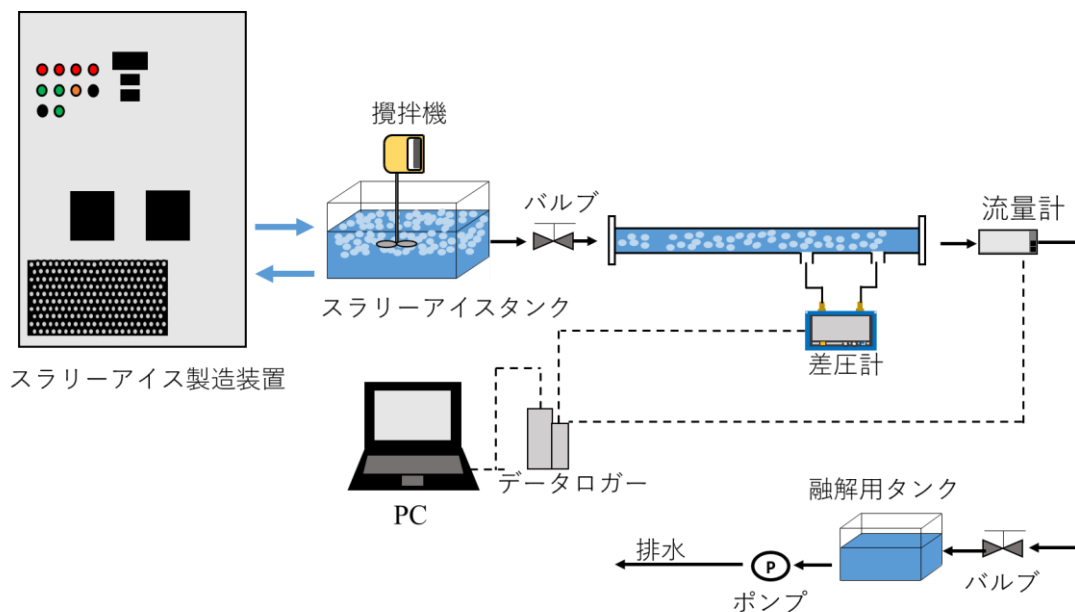 攪拌機
バルブ
流量計
スラリーアイスタンク
差圧計
スラリーアイス製造装置
データロガー
PC
融解用タンク
排水
P
ポンプ
バルブ